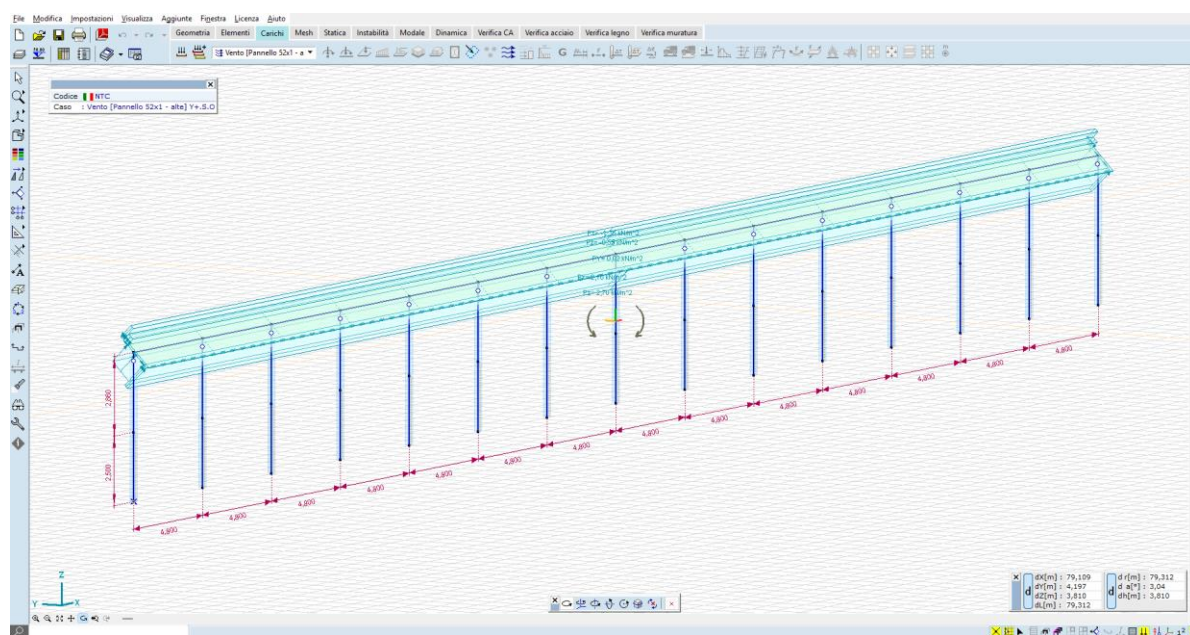 File Modifica Impostazioni Visualizza Aggiunte Finestra Licenza Aiuto
Geometria Elementi Carichi Mesh Statica Instabilità Modale Dinamica Verifica CA Verifica acciaio Verifica legno Verifica muratura
Vento [Pannello 52x1 - a
Codice NTC
Caso : Vento [Pannello 52x1 - alte] Y+.S.O
2,500
4,800
4,800
4,800
4,800
4,800
4,800
4,800
4,800
4,800
4,800
4,800
4,800
4,800
4,800
Z
Y X
dX[m] : 79,109
dY[m] : 4,197
dZ[m] : 3,810
dL[m] : 79,312
d r[m] : 79,312
d a[°] : 3,04
dh[m] : 3,810
d
d